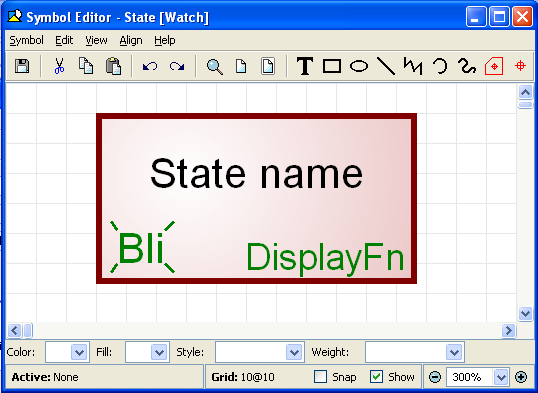 Symbol Editor - State [Watch]
Symbol Edit View Align Help
T
State name
Bli
DisplayFn
Color: Fill: Style: Weight:
Active: None Grid: 10@10 Snap Show 300%